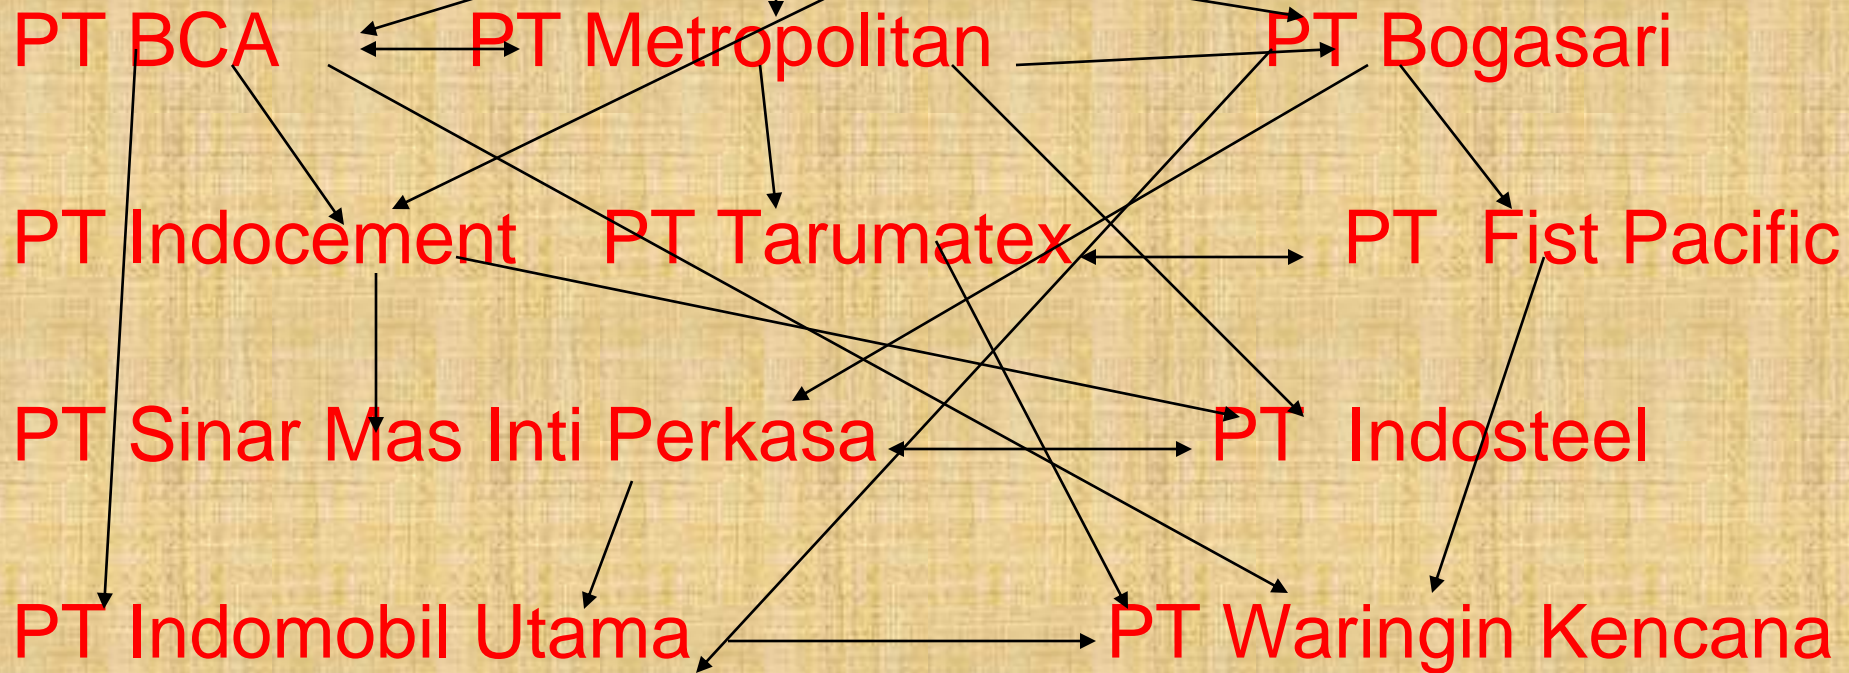 PT BCA PT Metropolitan PT Bogasari
PT Indocement PT Tarumatex PT Fist Pacific
PT Sinar Mas Inti Perkasa PT Indosteel
PT Indomobil Utama PT Waringin Kencana